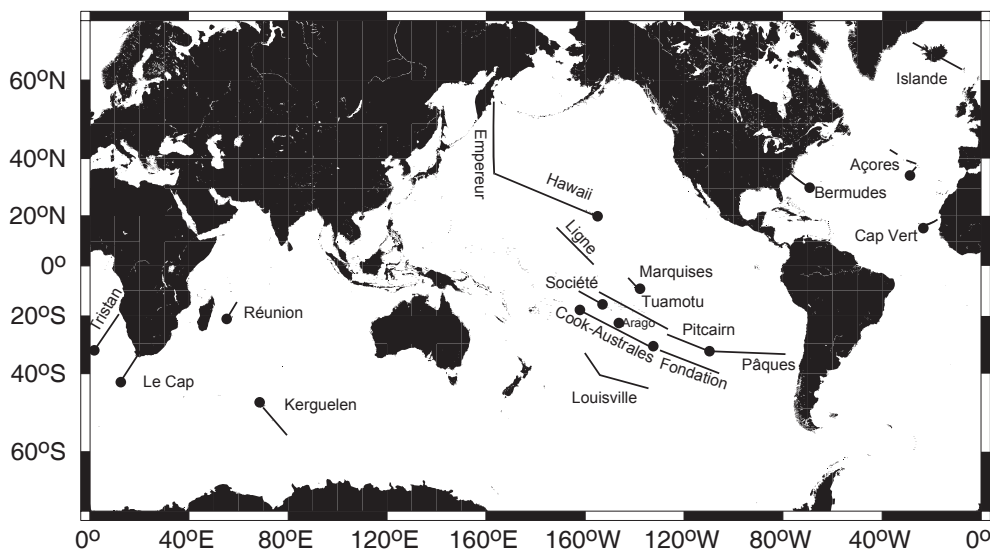 60ºN
Islande
Empereur
40ºN
Açores
Hawaii
Bermudes
20ºN
Ligne
Cap Vert
0º
Marquises
Société
Tuamotu
Tristan
Réunion
Arago
Pitcairn
20ºS
Cook-Australes
Fondation
Pâques
Le Cap
40ºS
Louisville
Kerguelen
60ºS
0º 40ºE 80ºE 120ºE 160ºE 160ºW 120ºW 80ºW 40ºW 0º